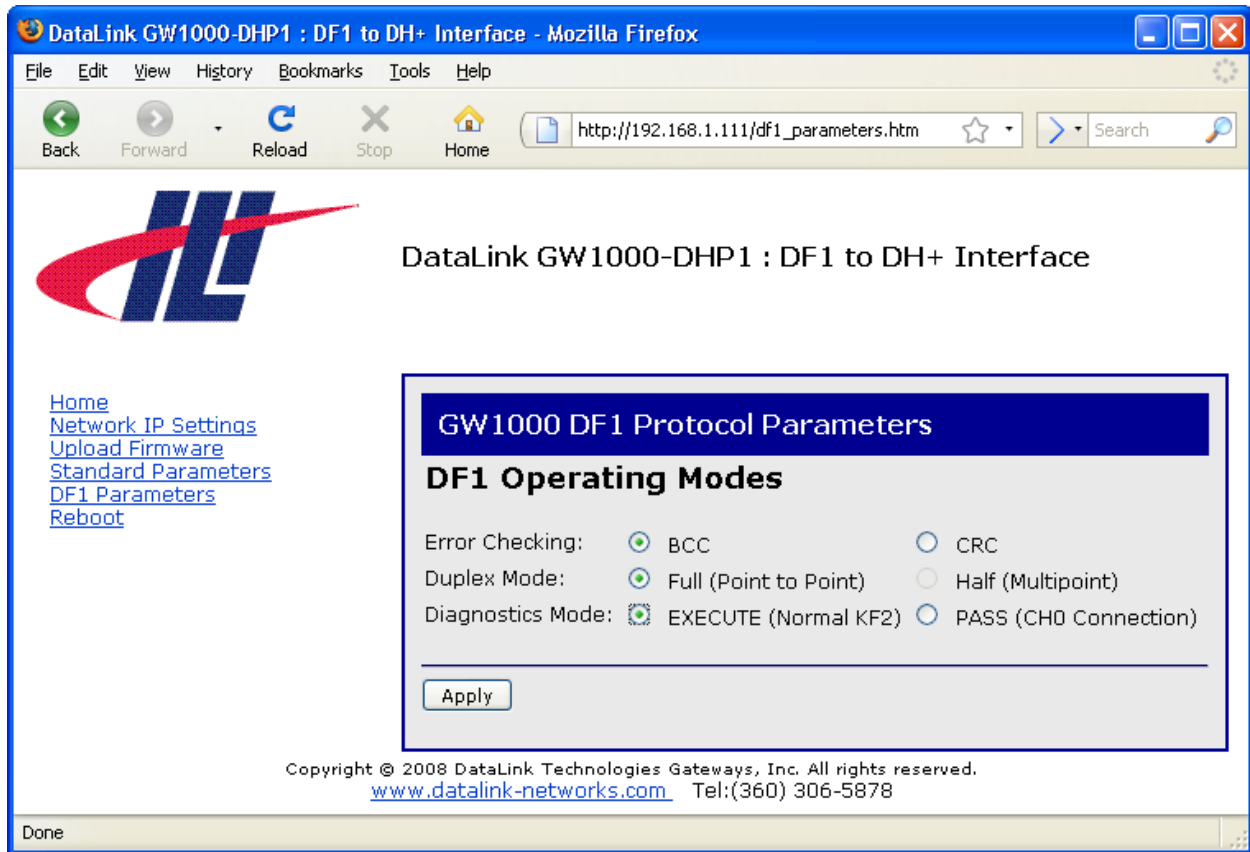 DataLink GW1000-DHP1 : DF1 to DH+ Interface - Mozilla Firefox
File Edit View History Bookmarks Tools Help
Back Forward Reload Stop Home http://192.168.1.111/df1_parameters.htm Search
DataLink GW1000-DHP1 : DF1 to DH+ Interface
Home
Network IP Settings
Upload Firmware
Standard Parameters
DF1 Parameters
Reboot
GW1000 DF1 Protocol Parameters
DF1 Operating Modes
Error Checking: BCC CRC
Duplex Mode: Full (Point to Point) Half (Multipoint)
Diagnostics Mode: EXECUTE (Normal KF2) PASS (CH0 Connection)
Apply
Copyright © 2008 DataLink Technologies Gateways, Inc. All rights reserved.
www.datalink-networks.com Tel:(360) 306-5878
Done